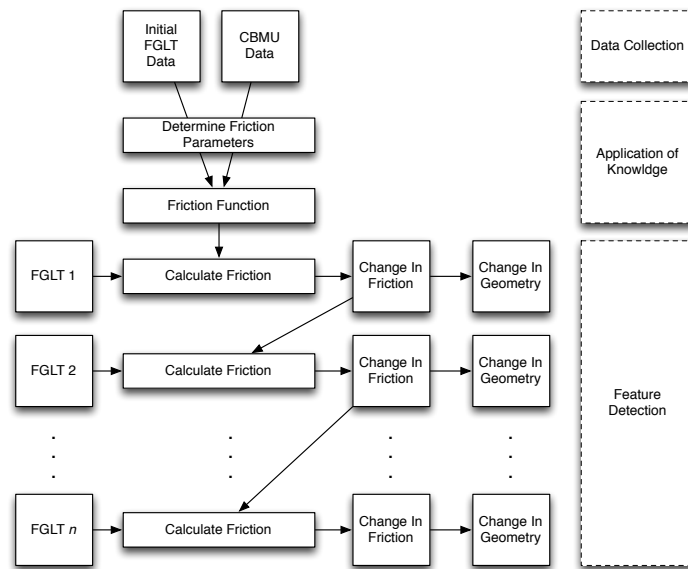 Initial
FGLT
Data
CBMU
Data
Data Collection
Determine Friction
Parameters
Application of
Knowldge
Friction Function
FGLT 1
Calculate Friction
Change In
Friction
Change In
Geometry
FGLT 2
Calculate Friction
Change In
Friction
Change In
Geometry
Feature
Detection
FGLT n
Calculate Friction
Change In
Friction
Change In
Geometry